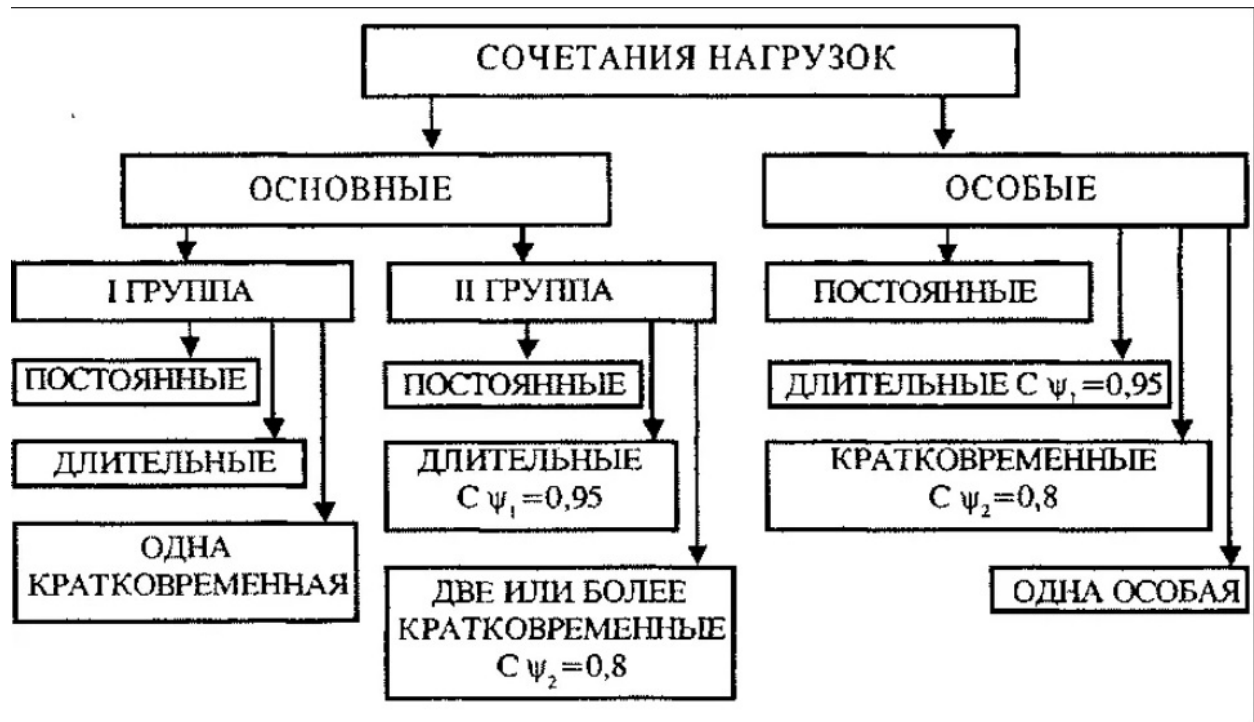 СОЧЕТАНИЯ НАГРУЗОК
ОСНОВНЫЕ
ОСОБЫЕ
I ГРУППА
II ГРУППА
ПОСТОЯННЫЕ
ПОСТОЯННЫЕ
ПОСТОЯННЫЕ
ДЛИТЕЛЬНЫЕ С ψ₁=0,95
ДЛИТЕЛЬНЫЕ
ДЛИТЕЛЬНЫЕ
С ψ₁=0,95
КРАТКОВРЕМЕННЫЕ
С ψ₂=0,8
ОДНА
КРАТКОВРЕМЕННАЯ
ДВЕ ИЛИ БОЛЕЕ
КРАТКОВРЕМЕННЫЕ
С ψ₂=0,8
ОДНА ОСОБАЯ